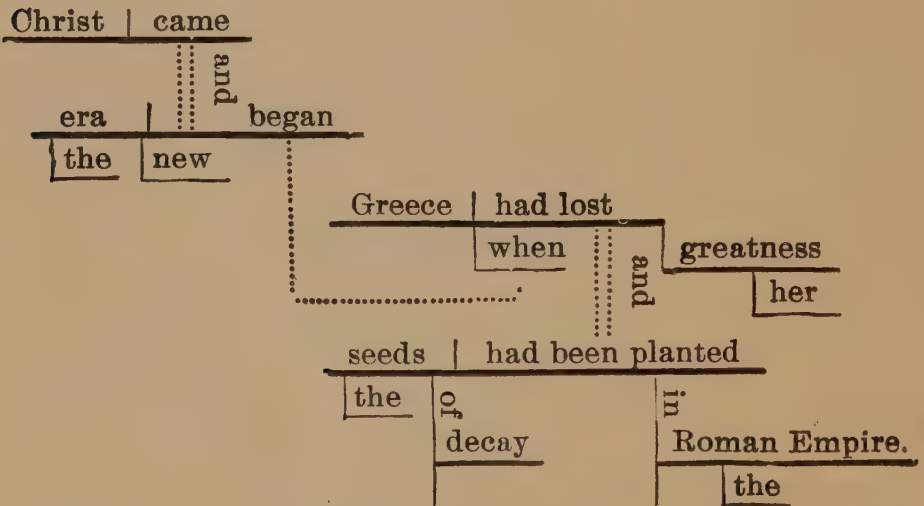 Christ came
and
era began
the new
Greece had lost
when greatness
and her
seeds had been planted
the of in
decay Roman Empire.
the